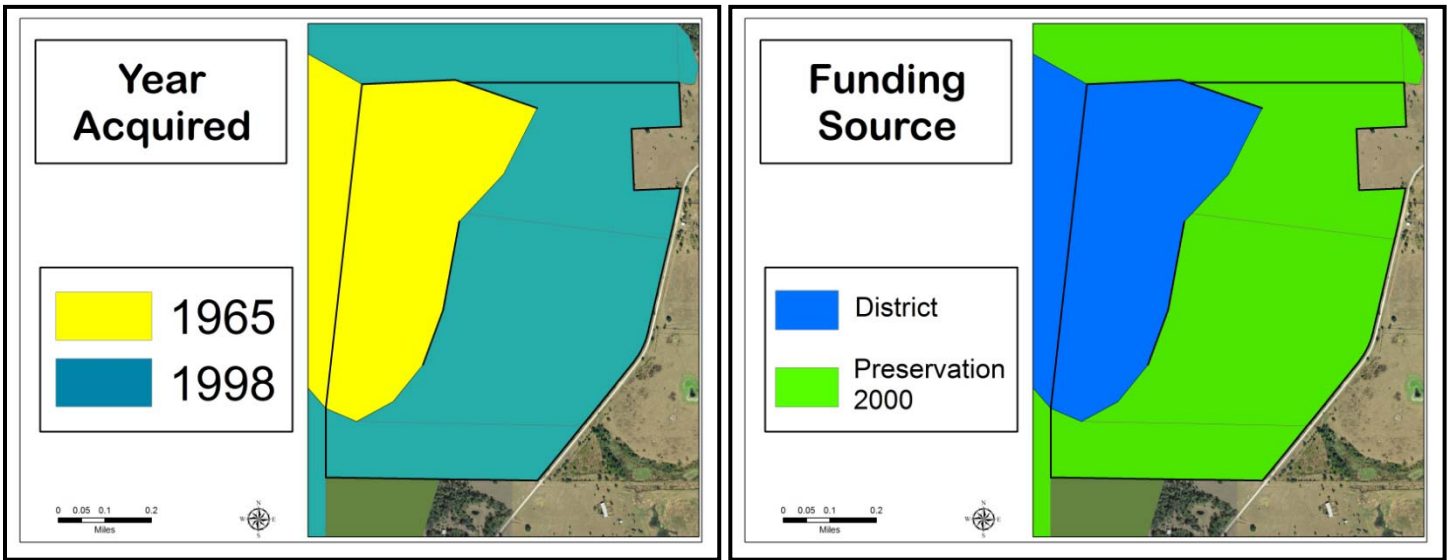 Year
Acquired
1965
1998
0 0.05 0.1 0.2
Miles
N
W E
S
Funding
Source
District
Preservation
2000
0 0.05 0.1 0.2
Miles
N
W E
S